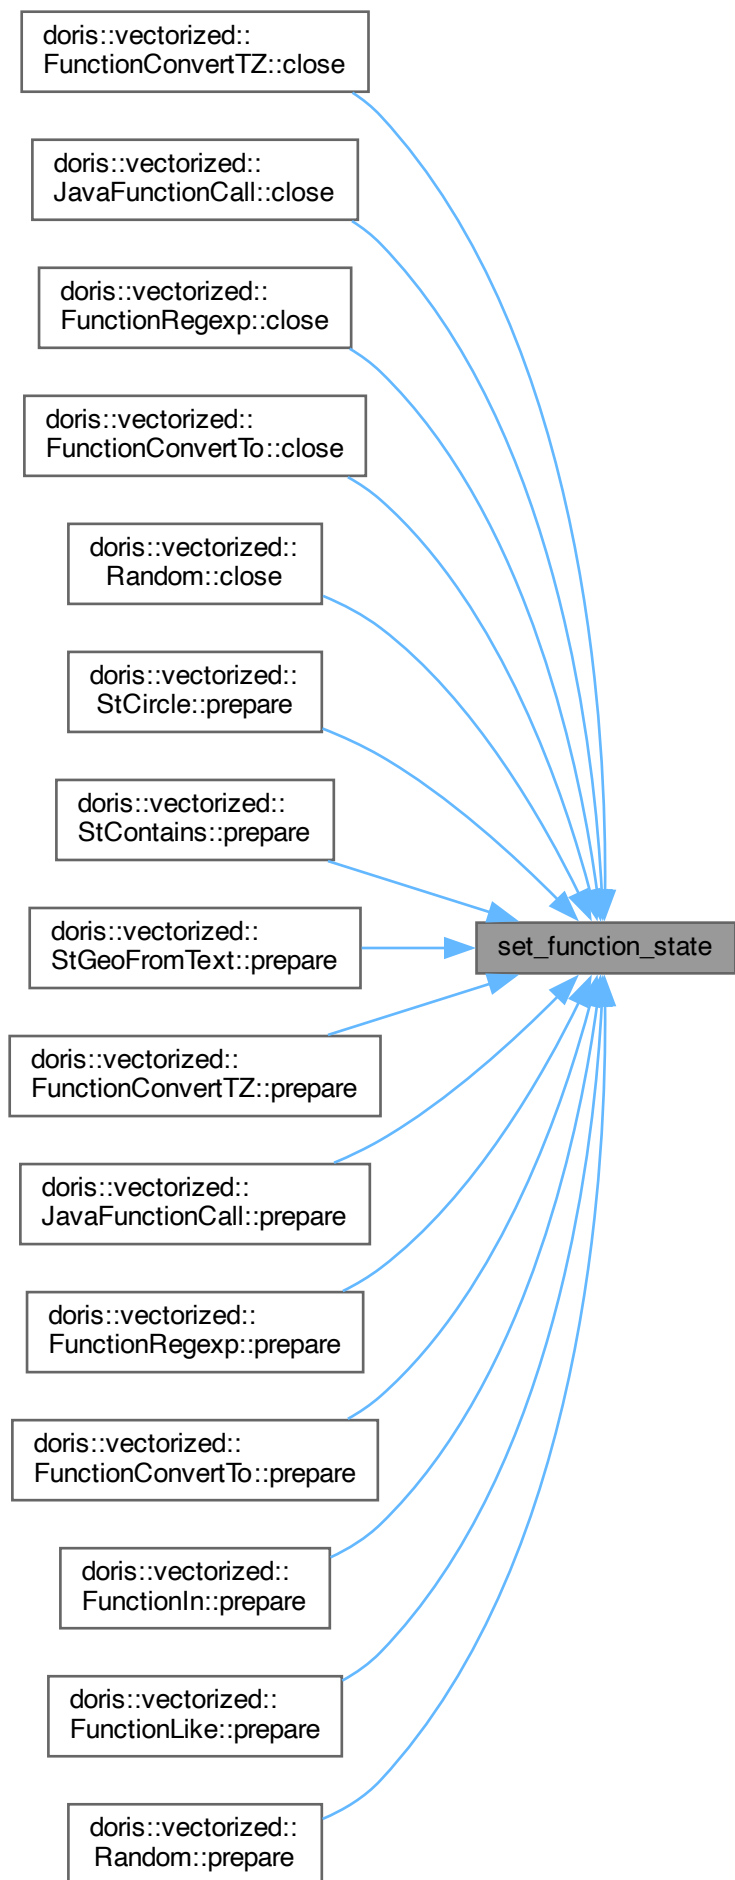 doris::vectorized::
FunctionConvertTZ::close
doris::vectorized::
JavaFunctionCall::close
doris::vectorized::
FunctionRegexp::close
doris::vectorized::
FunctionConvertTo::close
doris::vectorized::
Random::close
doris::vectorized::
StCircle::prepare
doris::vectorized::
StContains::prepare
doris::vectorized::
StGeoFromText::prepare
set_function_state
doris::vectorized::
FunctionConvertTZ::prepare
doris::vectorized::
JavaFunctionCall::prepare
doris::vectorized::
FunctionRegexp::prepare
doris::vectorized::
FunctionConvertTo::prepare
doris::vectorized::
FunctionIn::prepare
doris::vectorized::
FunctionLike::prepare
doris::vectorized::
Random::prepare